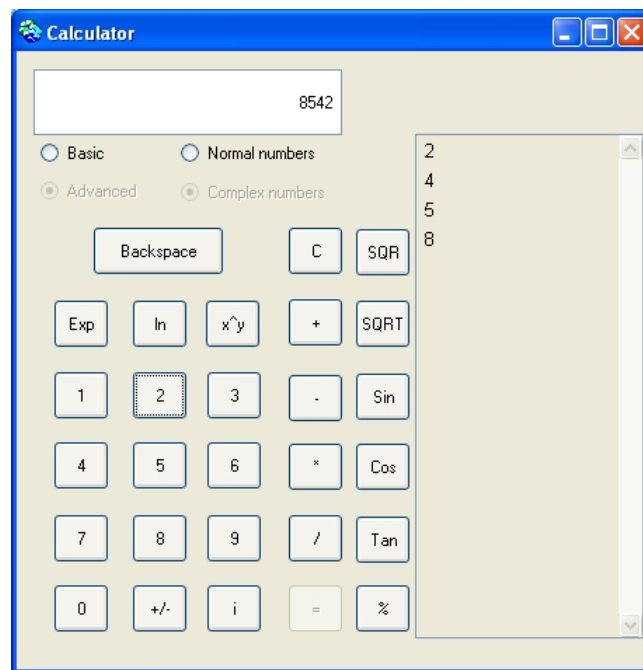 Calculator
8542
Basic Normal numbers
Advanced Complex numbers
2
4
5
8
Backspace C SQR
Exp ln x^y + SQRT
1 2 3 - Sin
4 5 6 * Cos
7 8 9 / Tan
0 +/- i = %